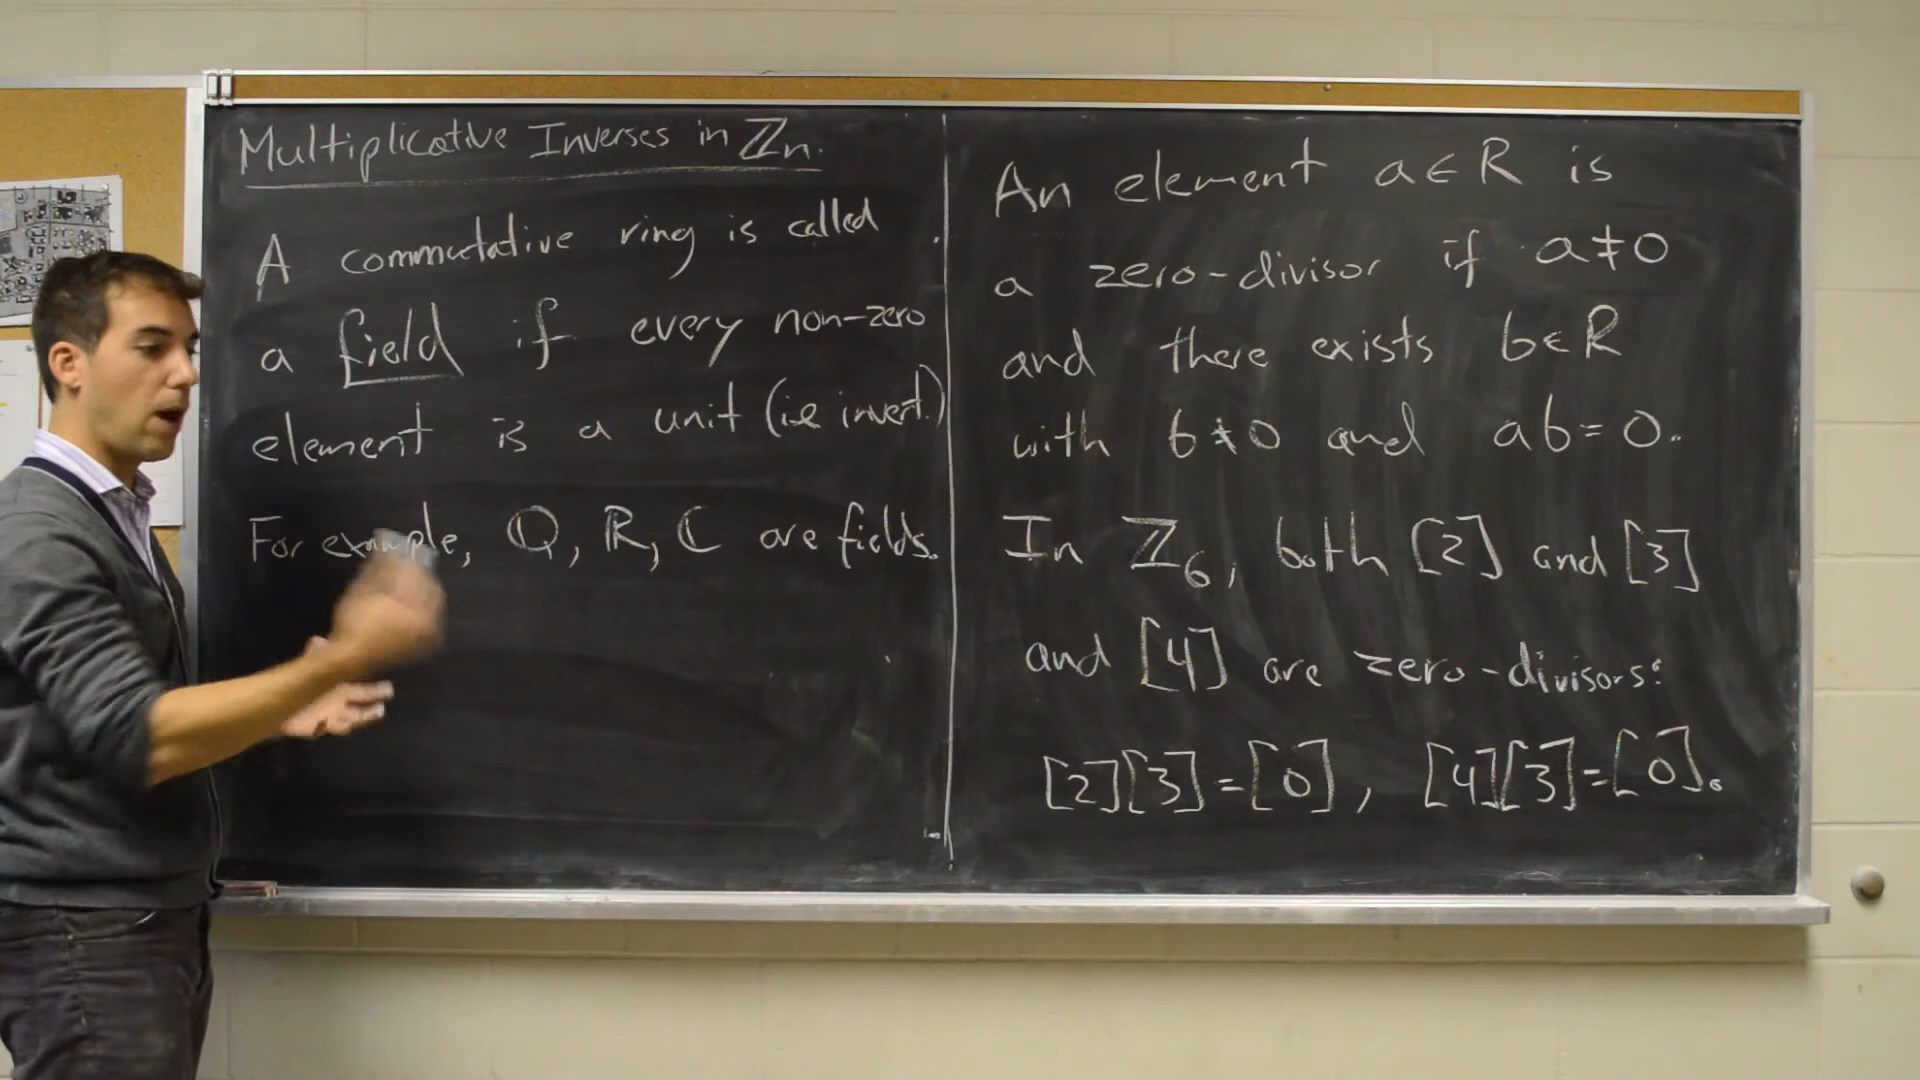 Multiplicative Inverses in ℤn.
A commutative ring is called
a field if every non-zero
element is a unit (ie invert.)
For example, ℚ, ℝ, ℂ are fields.
An element a∈R is
a zero-divisor if a≠0
and there exists b∈R
with b≠0 and ab=0.
In ℤ6, both [2] and [3]
and [4] are zero-divisors:
[2][3]=[0], [4][3]=[0].